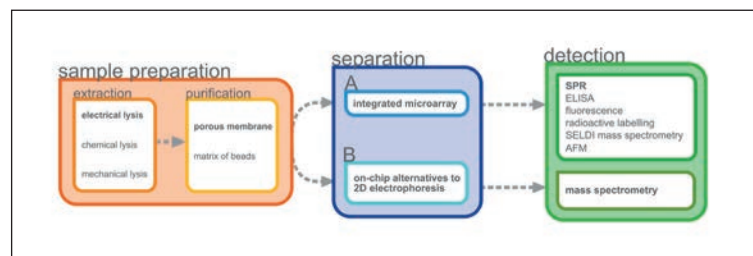 sample preparation
extraction
electrical lysis
chemical lysis
mechanical lysis
purification
porous membrane
matrix of beads
separation
A
integrated microarray
B
on-chip alternatives to
2D electrophoresis
detection
SPR
ELISA
fluorescence
radioactive labelling
SELDI mass spectrometry
AFM
mass spectrometry